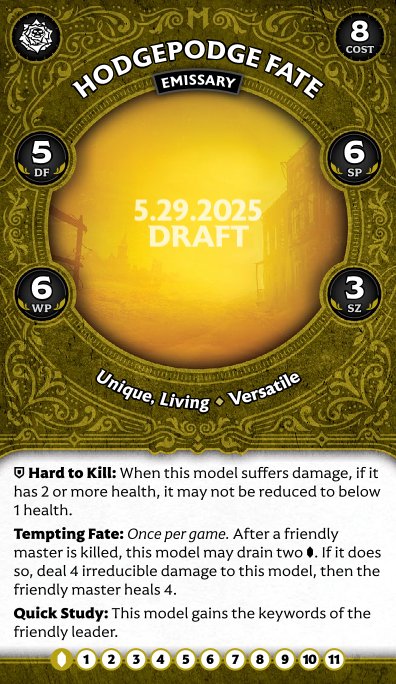 8
COST
HODGEPODGE FATE
EMISSARY
5
DF
6
SP
5.29.2025
DRAFT
6
WP
3
SZ
Unique, Living ⬥ Versatile
Hard to Kill: When this model suffers damage, if it
has 2 or more health, it may not be reduced to below
1 health.
Tempting Fate: Once per game. After a friendly
master is killed, this model may drain two . If it does
so, deal 4 irreducible damage to this model, then the
friendly master heals 4.
Quick Study: This model gains the keywords of the
friendly leader.
1 2 3 4 5 6 7 8 9 10 11